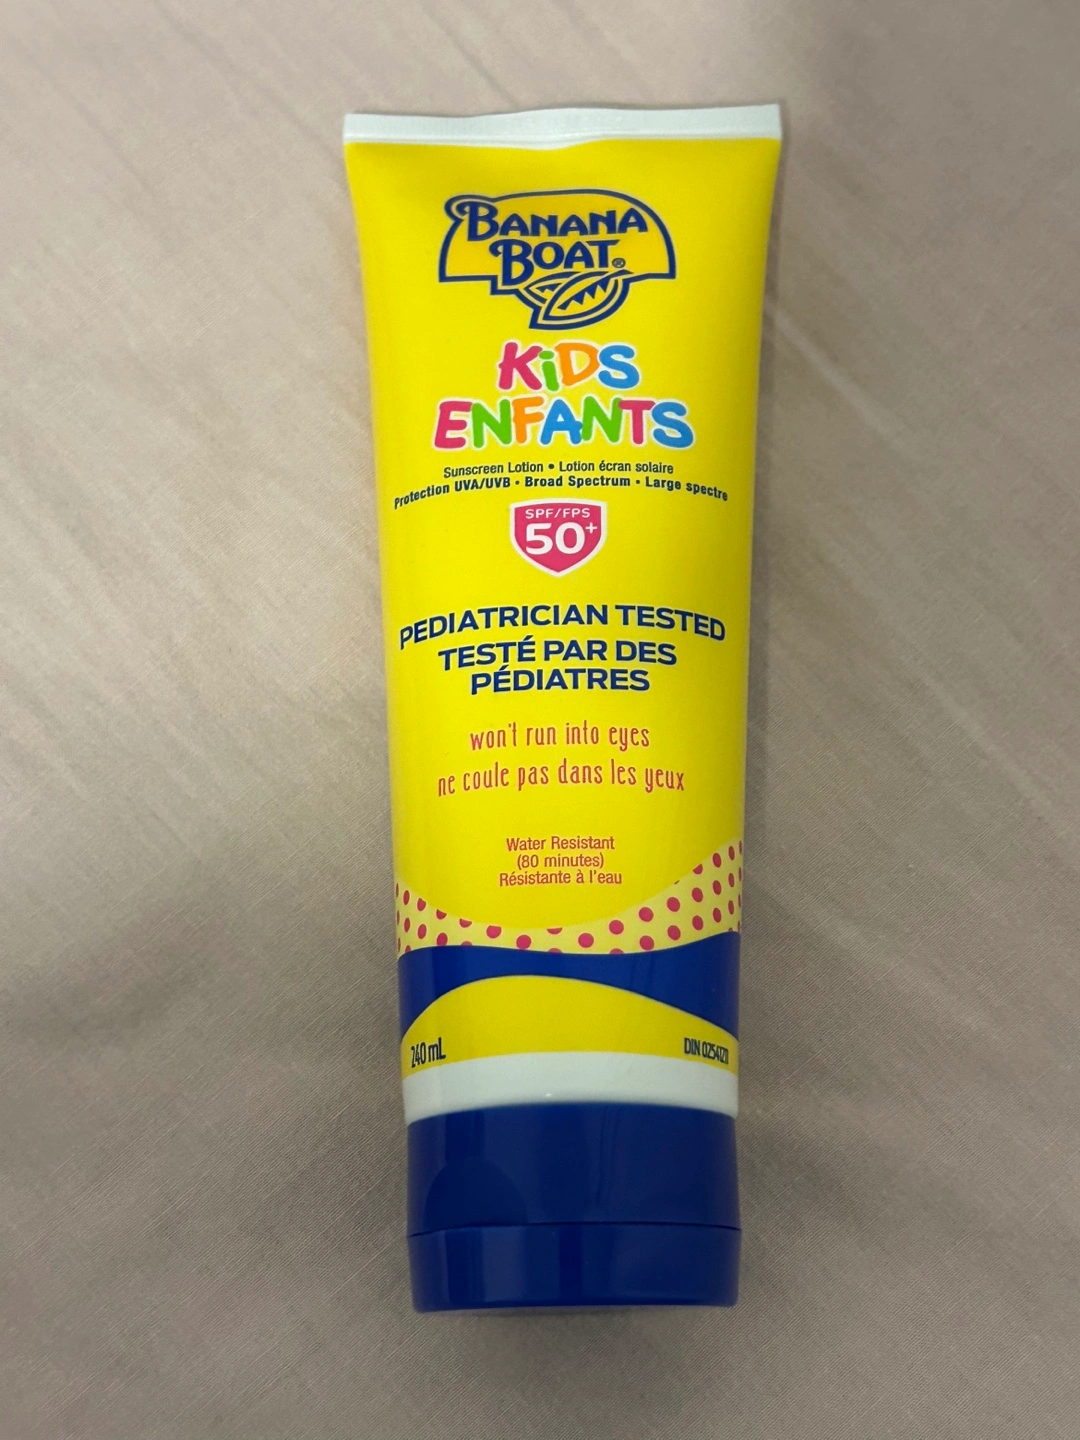 BANANA
BOAT®
KiDS
ENFANTS
Sunscreen Lotion • Lotion écran solaire
Protection UVA/UVB • Broad Spectrum • Large spectre
SPF/FPS
50+
PEDIATRICIAN TESTED
TESTÉ PAR DES
PÉDIATRES
won't run into eyes
ne coule pas dans les yeux
Water Resistant
(80 minutes)
Résistante à l'eau
240 mL
DIN